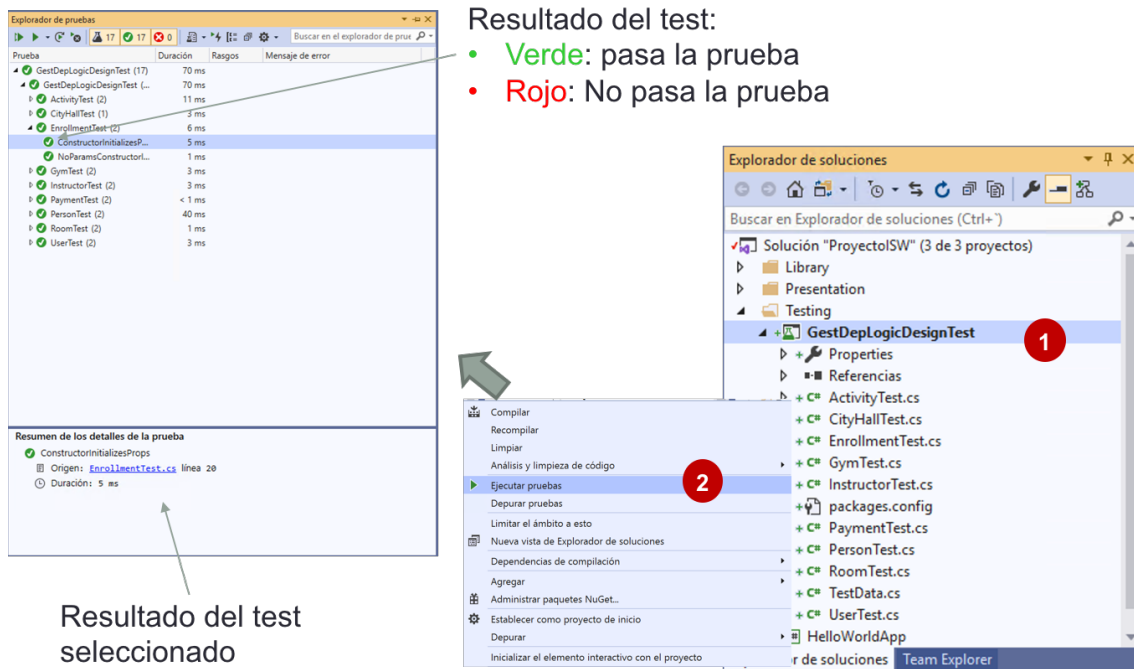 Explorador de pruebas
17 17 0 Buscar en el explorador de prue
Prueba Duración Rasgos Mensaje de error
GestDepLogicDesignTest (17) 70 ms
GestDepLogicDesignTest (... 70 ms
ActivityTest (2) 11 ms
CityHallTest (1) 3 ms
EnrollmentTest (2) 6 ms
ConstructorInitializesP... 5 ms
NoParamsConstructorI... 1 ms
GymTest (2) 3 ms
InstructorTest (2) 3 ms
PaymentTest (2) < 1 ms
PersonTest (2) 40 ms
RoomTest (2) 1 ms
UserTest (2) 3 ms
Resumen de los detalles de la prueba
ConstructorInitializesProps
Origen: EnrollmentTest.cs línea 20
Duración: 5 ms
Resultado del test
seleccionado
Resultado del test:
• Verde: pasa la prueba
• Rojo: No pasa la prueba
Explorador de soluciones
Buscar en Explorador de soluciones (Ctrl+`)
Solución "ProyectoISW" (3 de 3 proyectos)
Library
Presentation
Testing
GestDepLogicDesignTest
1
Properties
Referencias
C# ActivityTest.cs
C# CityHallTest.cs
C# EnrollmentTest.cs
C# GymTest.cs
C# InstructorTest.cs
packages.config
C# PaymentTest.cs
C# PersonTest.cs
C# RoomTest.cs
C# TestData.cs
C# UserTest.cs
HelloWorldApp
r de soluciones Team Explorer
Compilar
Recompilar
Limpiar
Análisis y limpieza de código
Ejecutar pruebas
2
Depurar pruebas
Limitar el ámbito a esto
Nueva vista de Explorador de soluciones
Dependencias de compilación
Agregar
Administrar paquetes NuGet...
Establecer como proyecto de inicio
Depurar
Inicializar el elemento interactivo con el proyecto